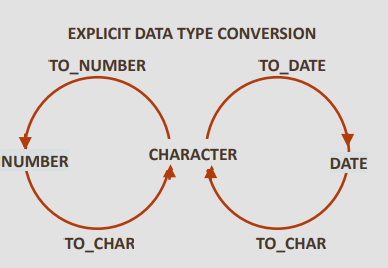 EXPLICIT DATA TYPE CONVERSION
TO_NUMBER
TO_DATE
NUMBER
CHARACTER
DATE
TO_CHAR
TO_CHAR